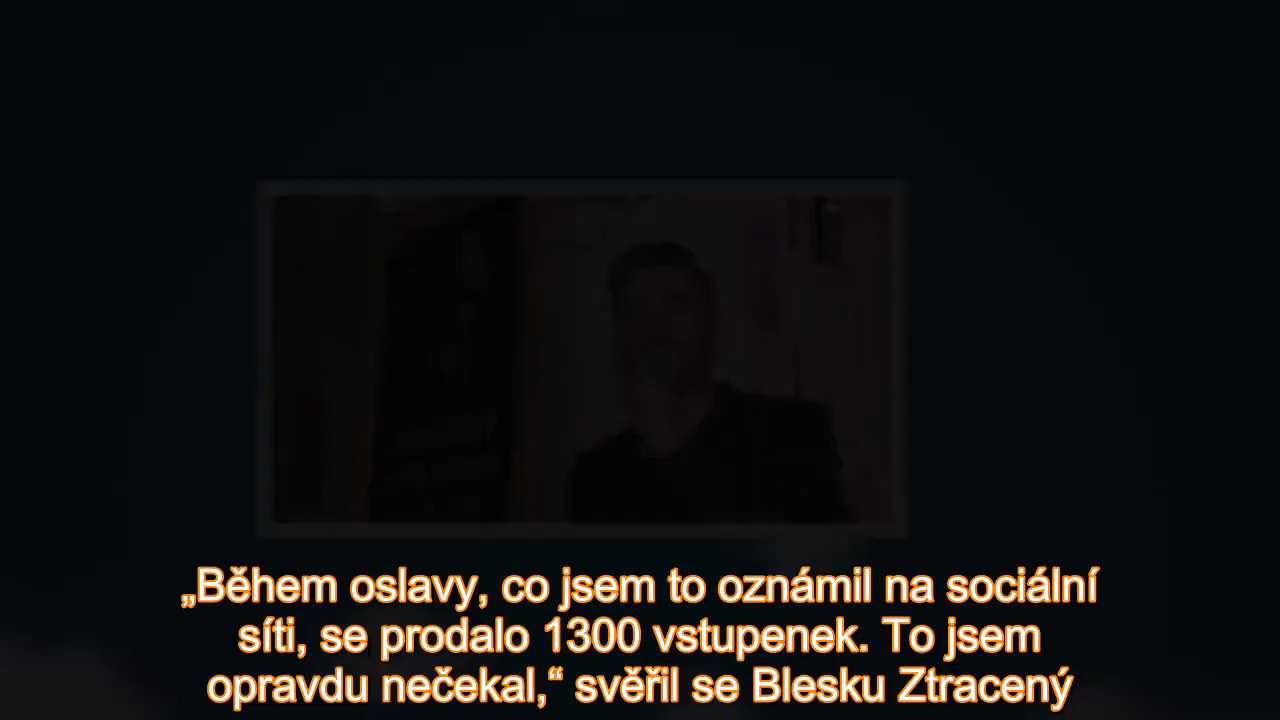 „Během oslavy, co jsem to oznámil na sociální
síti, se prodalo 1300 vstupenek. To jsem
opravdu nečekal,“ svěřil se Blesku Ztracený